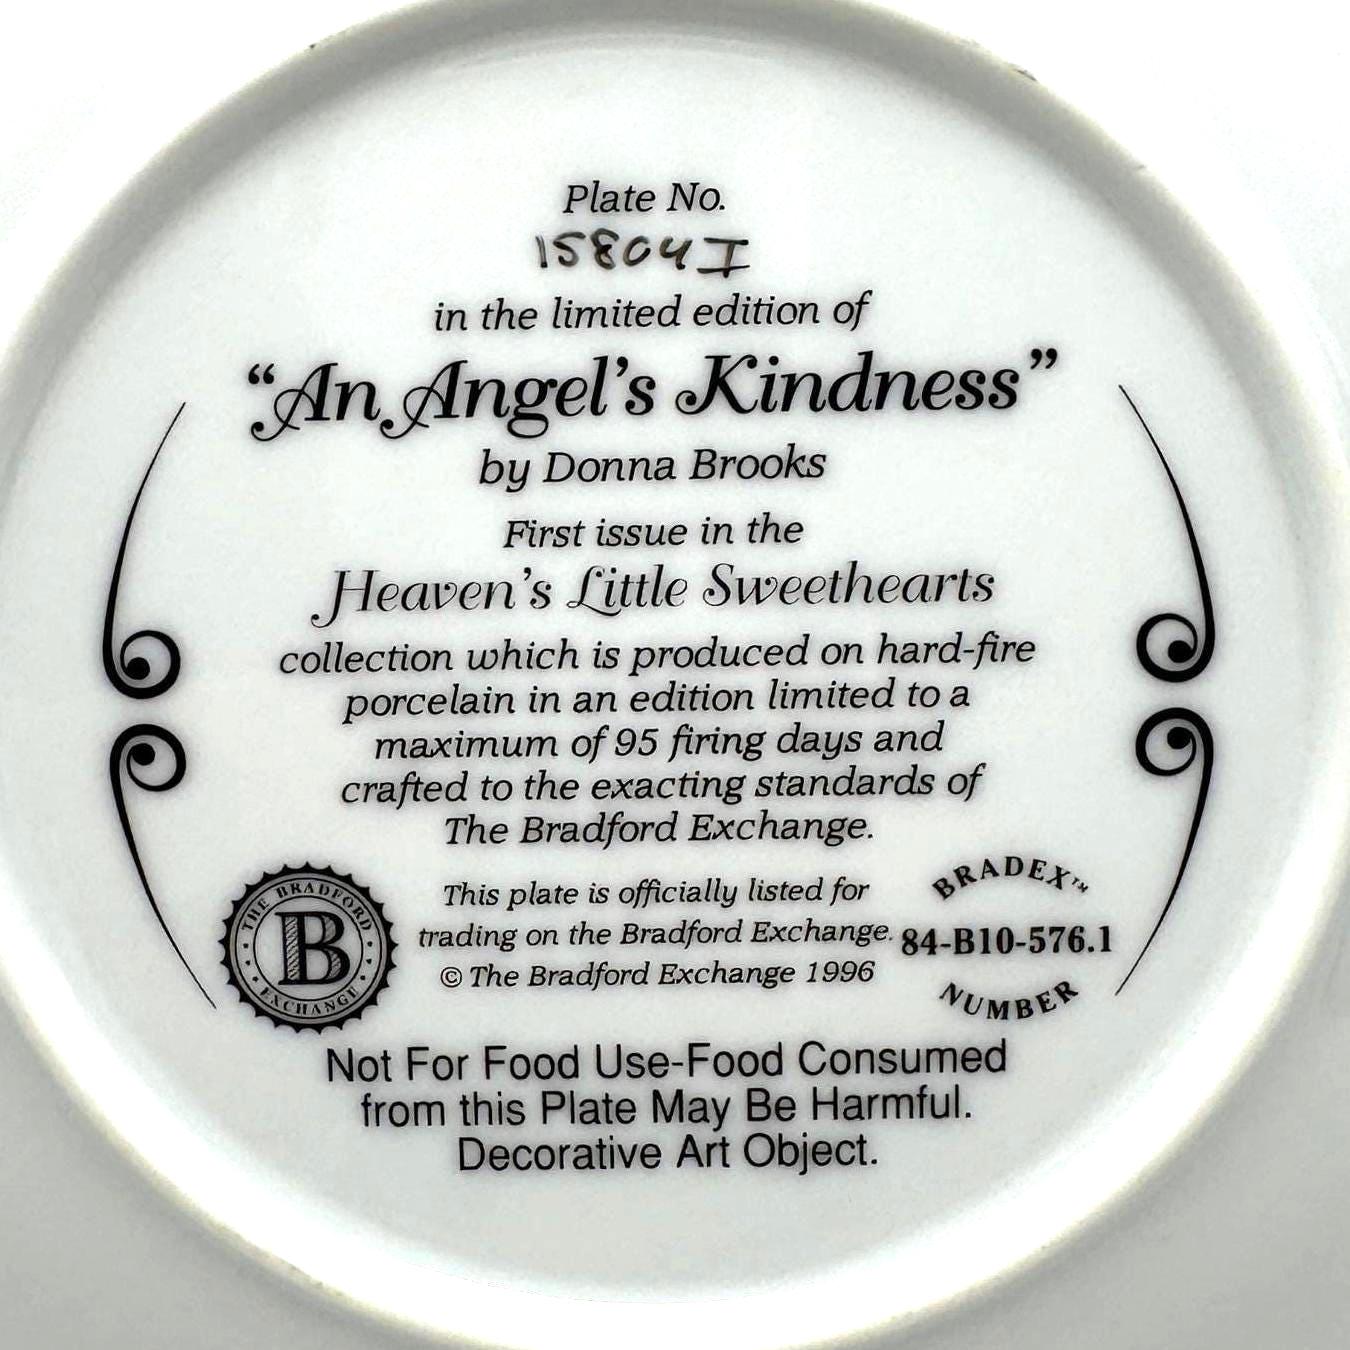 Plate No.
15804I
in the limited edition of
“An Angel’s Kindness”
by Donna Brooks
First issue in the
Heaven’s Little Sweethearts
collection which is produced on hard-fire
porcelain in an edition limited to a
maximum of 95 firing days and
crafted to the exacting standards of
The Bradford Exchange.
THE BRADFORD
B
EXCHANGE
This plate is officially listed for
trading on the Bradford Exchange.
© The Bradford Exchange 1996
BRADEX™
84-B10-576.1
NUMBER
Not For Food Use-Food Consumed
from this Plate May Be Harmful.
Decorative Art Object.